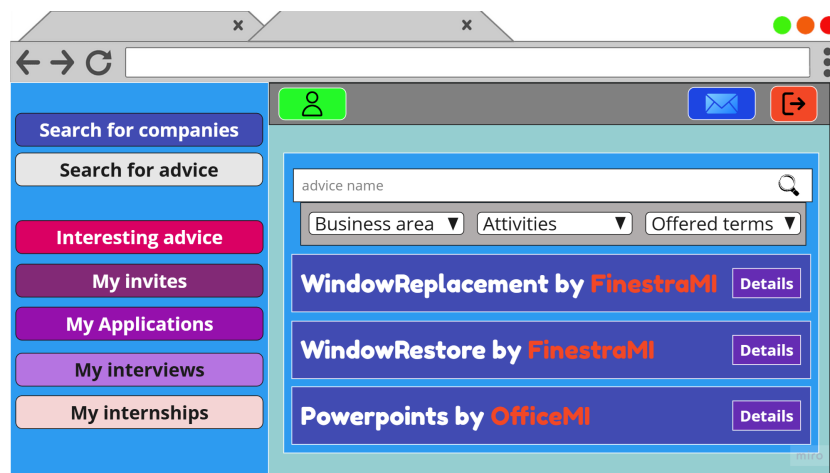 Search for companies
Search for advice
Interesting advice
My invites
My Applications
My interviews
My internships
advice name
Business area ▼ Attivities ▼ Offered terms ▼
WindowReplacement by FinestraMI Details
WindowRestore by FinestraMI Details
Powerpoints by OfficeMI Details
miro